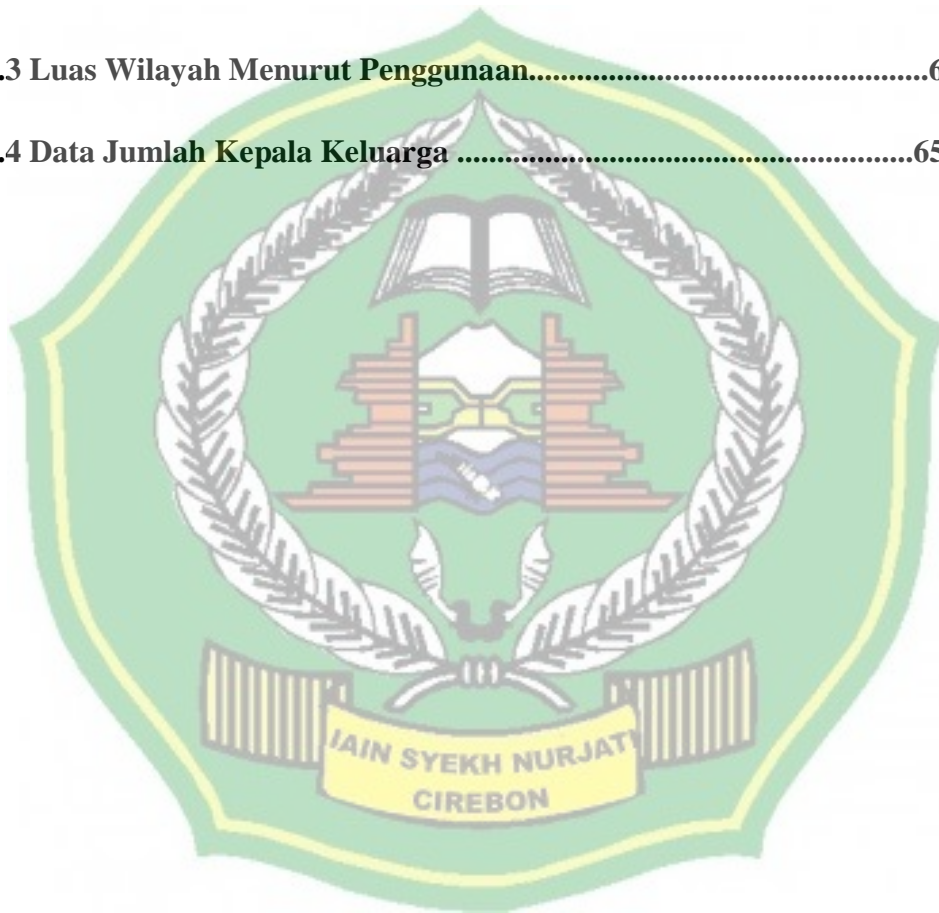 .3 Luas Wilayah Menurut Penggunaan....................................................6
.4 Data Jumlah Kepala Keluarga ............................................................65
IAIN SYEKH NURJATI
CIREBON